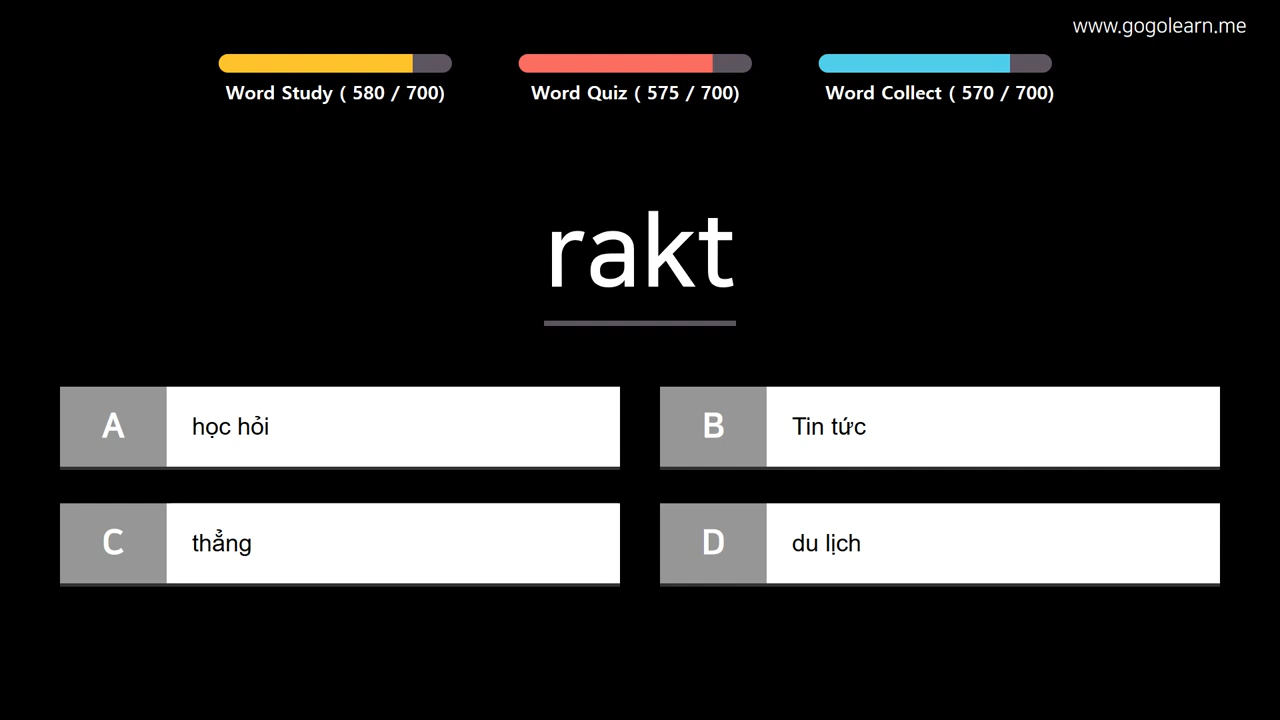 www.gogolearn.me
Word Study ( 580 / 700)
Word Quiz ( 575 / 700)
Word Collect ( 570 / 700)
rakt
A học hỏi
B Tin tức
C thẳng
D du lịch